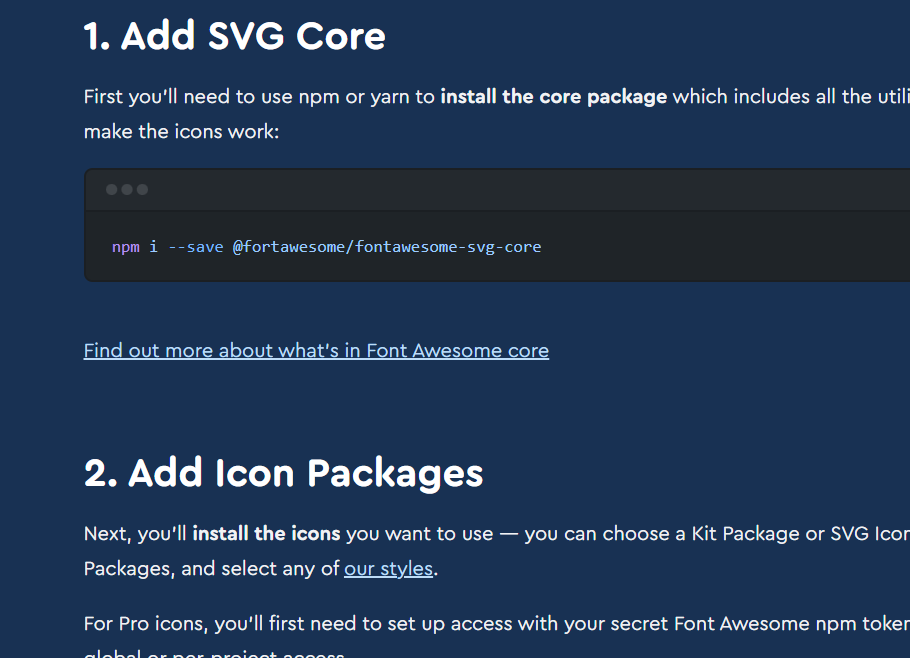 1. Add SVG Core
First you'll need to use npm or yarn to install the core package which includes all the utili
make the icons work:
npm i --save @fortawesome/fontawesome-svg-core
Find out more about what's in Font Awesome core
2. Add Icon Packages
Next, you'll install the icons you want to use — you can choose a Kit Package or SVG Icon
Packages, and select any of our styles.
For Pro icons, you'll first need to set up access with your secret Font Awesome npm token
global or per-project access.